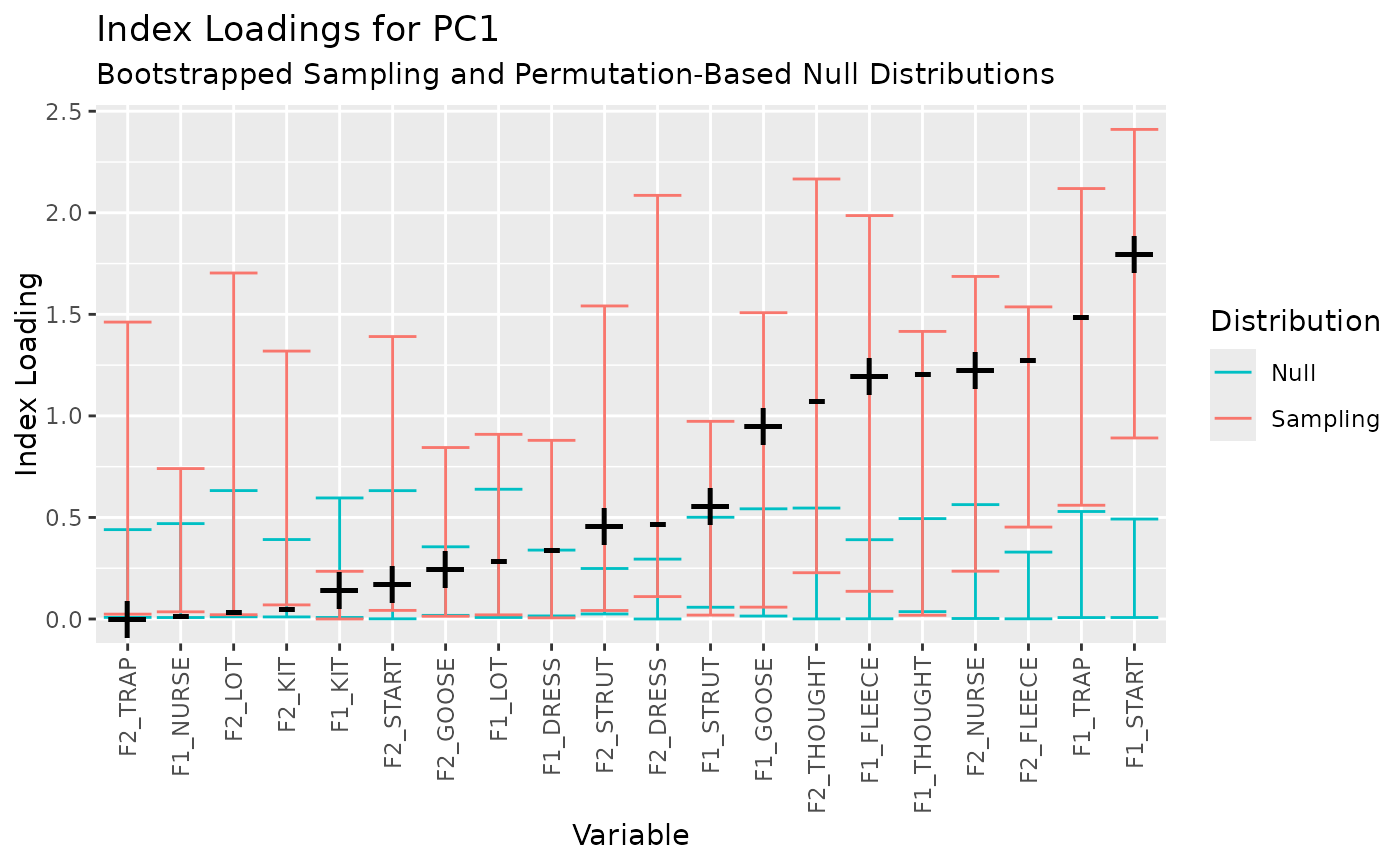 Index Loadings for PC1
Bootstrapped Sampling and Permutation-Based Null Distributions
2.5
2.0
1.5
1.0
0.5
0.0
Index Loading
F2_TRAP
F1_NURSE
F2_LOT
F2_KIT
F1_KIT
F2_START
F2_GOOSE
F1_LOT
F1_DRESS
F2_STRUT
F2_DRESS
F1_STRUT
F1_GOOSE
F2_THOUGHT
F1_FLEECE
F1_THOUGHT
F2_NURSE
F2_FLEECE
F1_TRAP
F1_START
Variable
Distribution
Null
Sampling